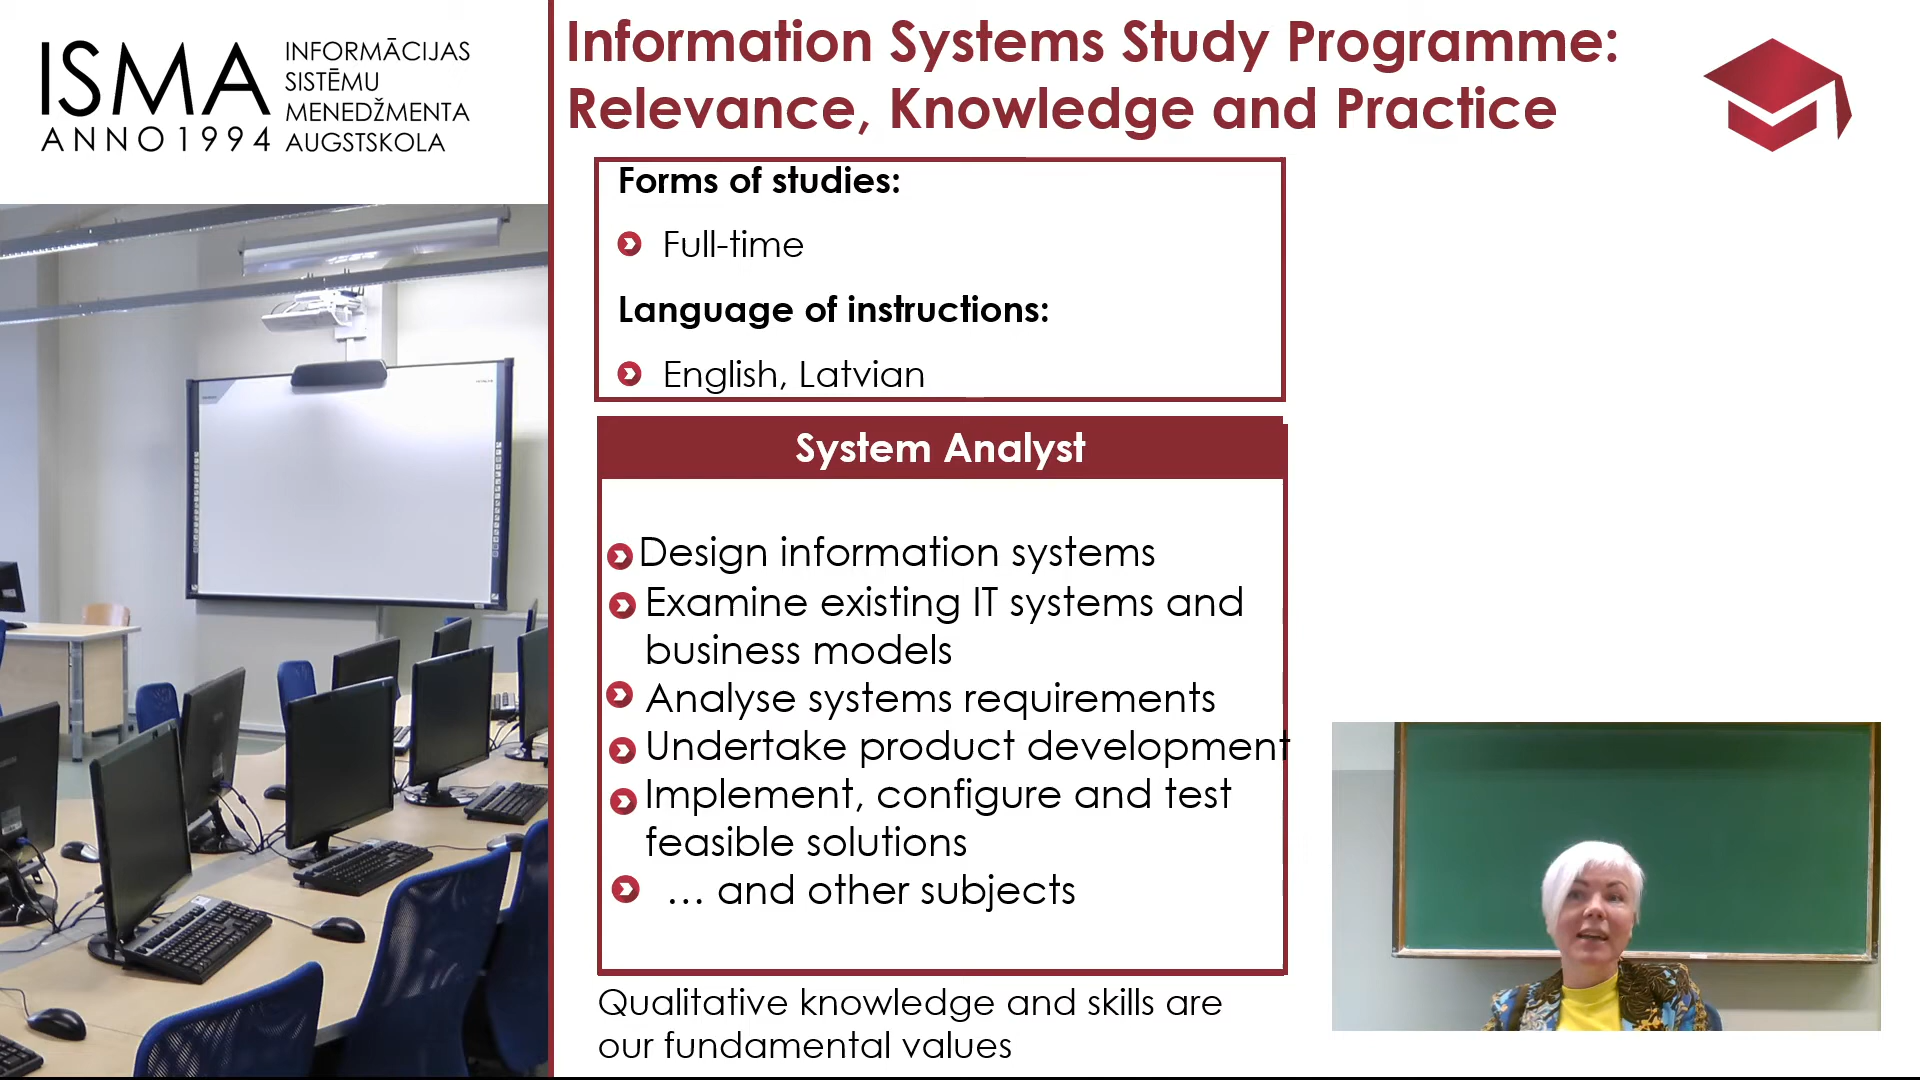 ISMA
ANNO 1994
INFORMĀCIJAS
SISTĒMU
MENEDŽMENTA
AUGSTSKOLA
Information Systems Study Programme:
Relevance, Knowledge and Practice
Forms of studies:
Full-time
Language of instructions:
English, Latvian
System Analyst
Design information systems
Examine existing IT systems and
business models
Analyse systems requirements
Undertake product development
Implement, configure and test
feasible solutions
… and other subjects
Qualitative knowledge and skills are
our fundamental values